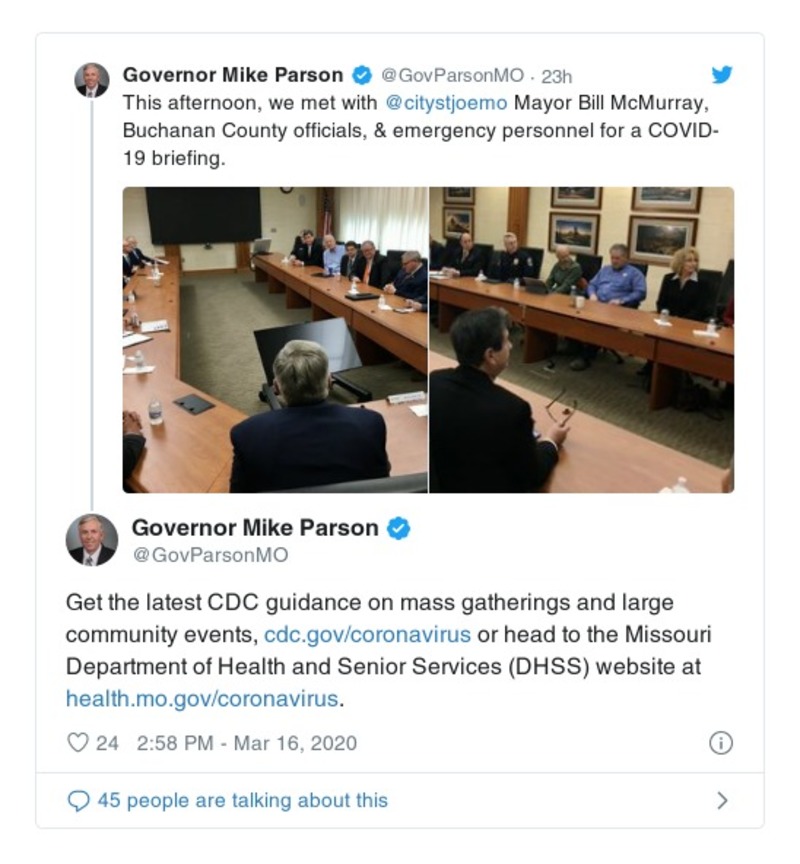 Governor Mike Parson @GovParsonMO · 23h
This afternoon, we met with @citystjoemo Mayor Bill McMurray,
Buchanan County officials, & emergency personnel for a COVID-
19 briefing.
Governor Mike Parson
@GovParsonMO
Get the latest CDC guidance on mass gatherings and large
community events, cdc.gov/coronavirus or head to the Missouri
Department of Health and Senior Services (DHSS) website at
health.mo.gov/coronavirus.
24 2:58 PM - Mar 16, 2020
45 people are talking about this